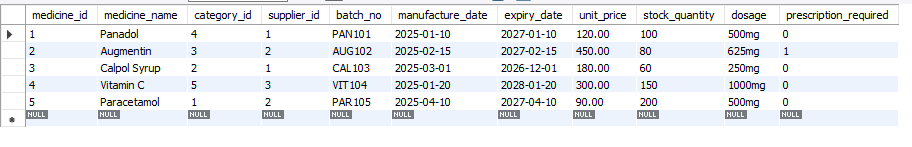 medicine_id medicine_name category_id supplier_id batch_no manufacture_date expiry_date unit_price stock_quantity dosage prescription_required
1 Panadol 4 1 PAN101 2025-01-10 2027-01-10 120.00 100 500mg 0
2 Augmentin 3 2 AUG102 2025-02-15 2027-02-15 450.00 80 625mg 1
3 Calpol Syrup 2 1 CAL103 2025-03-01 2026-12-01 180.00 60 250mg 0
4 Vitamin C 5 3 VIT104 2025-01-20 2028-01-20 300.00 150 1000mg 0
5 Paracetamol 1 2 PAR105 2025-04-10 2027-04-10 90.00 200 500mg 0
NULL NULL NULL NULL NULL NULL NULL NULL NULL NULL NULL